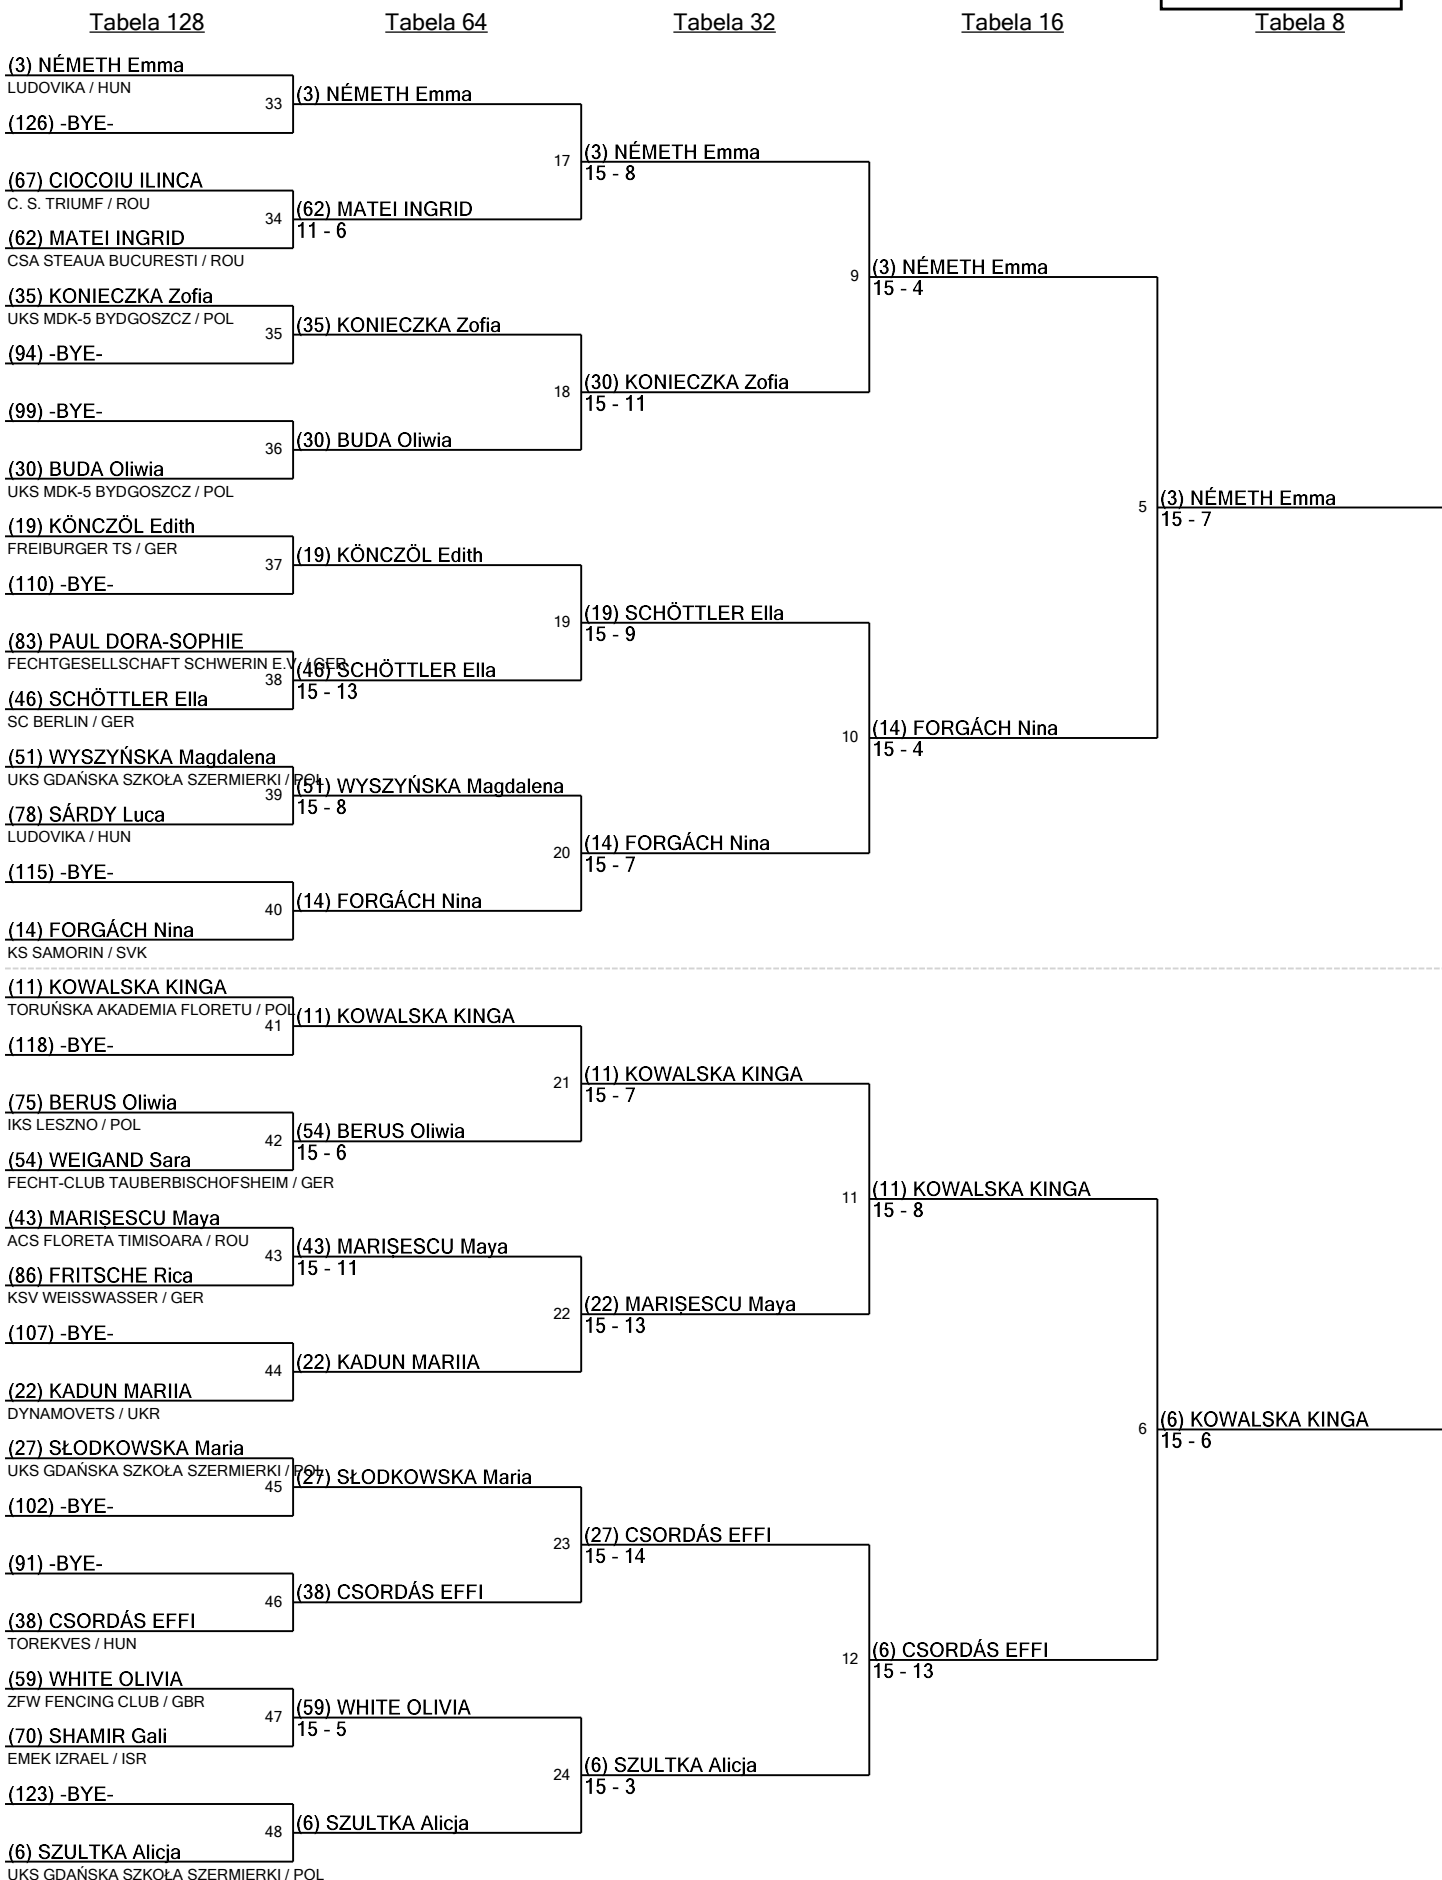 Tabela 128
Tabela 64
Tabela 32
Tabela 16
Tabela 8
(3) NÉMETH Emma
LUDOVIKA / HUN
33
(126) -BYE-
(67) CIOCOIU ILINCA
C. S. TRIUMF / ROU
34
(62) MATEI INGRID
CSA STEAUA BUCURESTI / ROU
(35) KONIECZKA Zofia
UKS MDK-5 BYDGOSZCZ / POL
35
(94) -BYE-
(99) -BYE-
36
(30) BUDA Oliwia
UKS MDK-5 BYDGOSZCZ / POL
(19) KÖNCZÖL Edith
FREIBURGER TS / GER
37
(110) -BYE-
(83) PAUL DORA-SOPHIE
FECHTGESELLSCHAFT SCHWERIN E.V. / GER
38
(46) SCHÖTTLER Ella
SC BERLIN / GER
(51) WYSZYŃSKA Magdalena
UKS GDAŃSKA SZKOŁA SZERMIERKI / POL
39
(78) SÁRDY Luca
LUDOVIKA / HUN
(115) -BYE-
40
(14) FORGÁCH Nina
KS SAMORIN / SVK
(11) KOWALSKA KINGA
TORUŃSKA AKADEMIA FLORETU / POL
41
(118) -BYE-
(75) BERUS Oliwia
IKS LESZNO / POL
42
(54) WEIGAND Sara
FECHT-CLUB TAUBERBISCHOFSHEIM / GER
(43) MARIȘESCU Maya
ACS FLORETA TIMISOARA / ROU
43
(86) FRITSCHE Rica
KSV WEISSWASSER / GER
(107) -BYE-
44
(22) KADUN MARIIA
DYNAMOVETS / UKR
(27) SŁODKOWSKA Maria
UKS GDAŃSKA SZKOŁA SZERMIERKI / POL
45
(102) -BYE-
(91) -BYE-
46
(38) CSORDÁS EFFI
TOREKVES / HUN
(59) WHITE OLIVIA
ZFW FENCING CLUB / GBR
47
(70) SHAMIR Gali
EMEK IZRAEL / ISR
(123) -BYE-
48
(6) SZULTKA Alicja
UKS GDAŃSKA SZKOŁA SZERMIERKI / POL
(3) NÉMETH Emma
17
(62) MATEI INGRID
11 - 6
(35) KONIECZKA Zofia
18
(30) BUDA Oliwia
(19) KÖNCZÖL Edith
19
(46) SCHÖTTLER Ella
15 - 13
(51) WYSZYŃSKA Magdalena
15 - 8
20
(14) FORGÁCH Nina
(11) KOWALSKA KINGA
21
(54) BERUS Oliwia
15 - 6
(43) MARIȘESCU Maya
15 - 11
22
(22) KADUN MARIIA
(27) SŁODKOWSKA Maria
23
(38) CSORDÁS EFFI
(59) WHITE OLIVIA
15 - 5
24
(6) SZULTKA Alicja
(3) NÉMETH Emma
15 - 8
9
(30) KONIECZKA Zofia
15 - 11
(19) SCHÖTTLER Ella
15 - 9
10
(14) FORGÁCH Nina
15 - 7
(11) KOWALSKA KINGA
15 - 7
11
(22) MARIȘESCU Maya
15 - 13
(27) CSORDÁS EFFI
15 - 14
12
(6) SZULTKA Alicja
15 - 3
(3) NÉMETH Emma
15 - 4
5
(14) FORGÁCH Nina
15 - 4
(11) KOWALSKA KINGA
15 - 8
6
(6) CSORDÁS EFFI
15 - 13
(3) NÉMETH Emma
15 - 7
(6) KOWALSKA KINGA
15 - 6